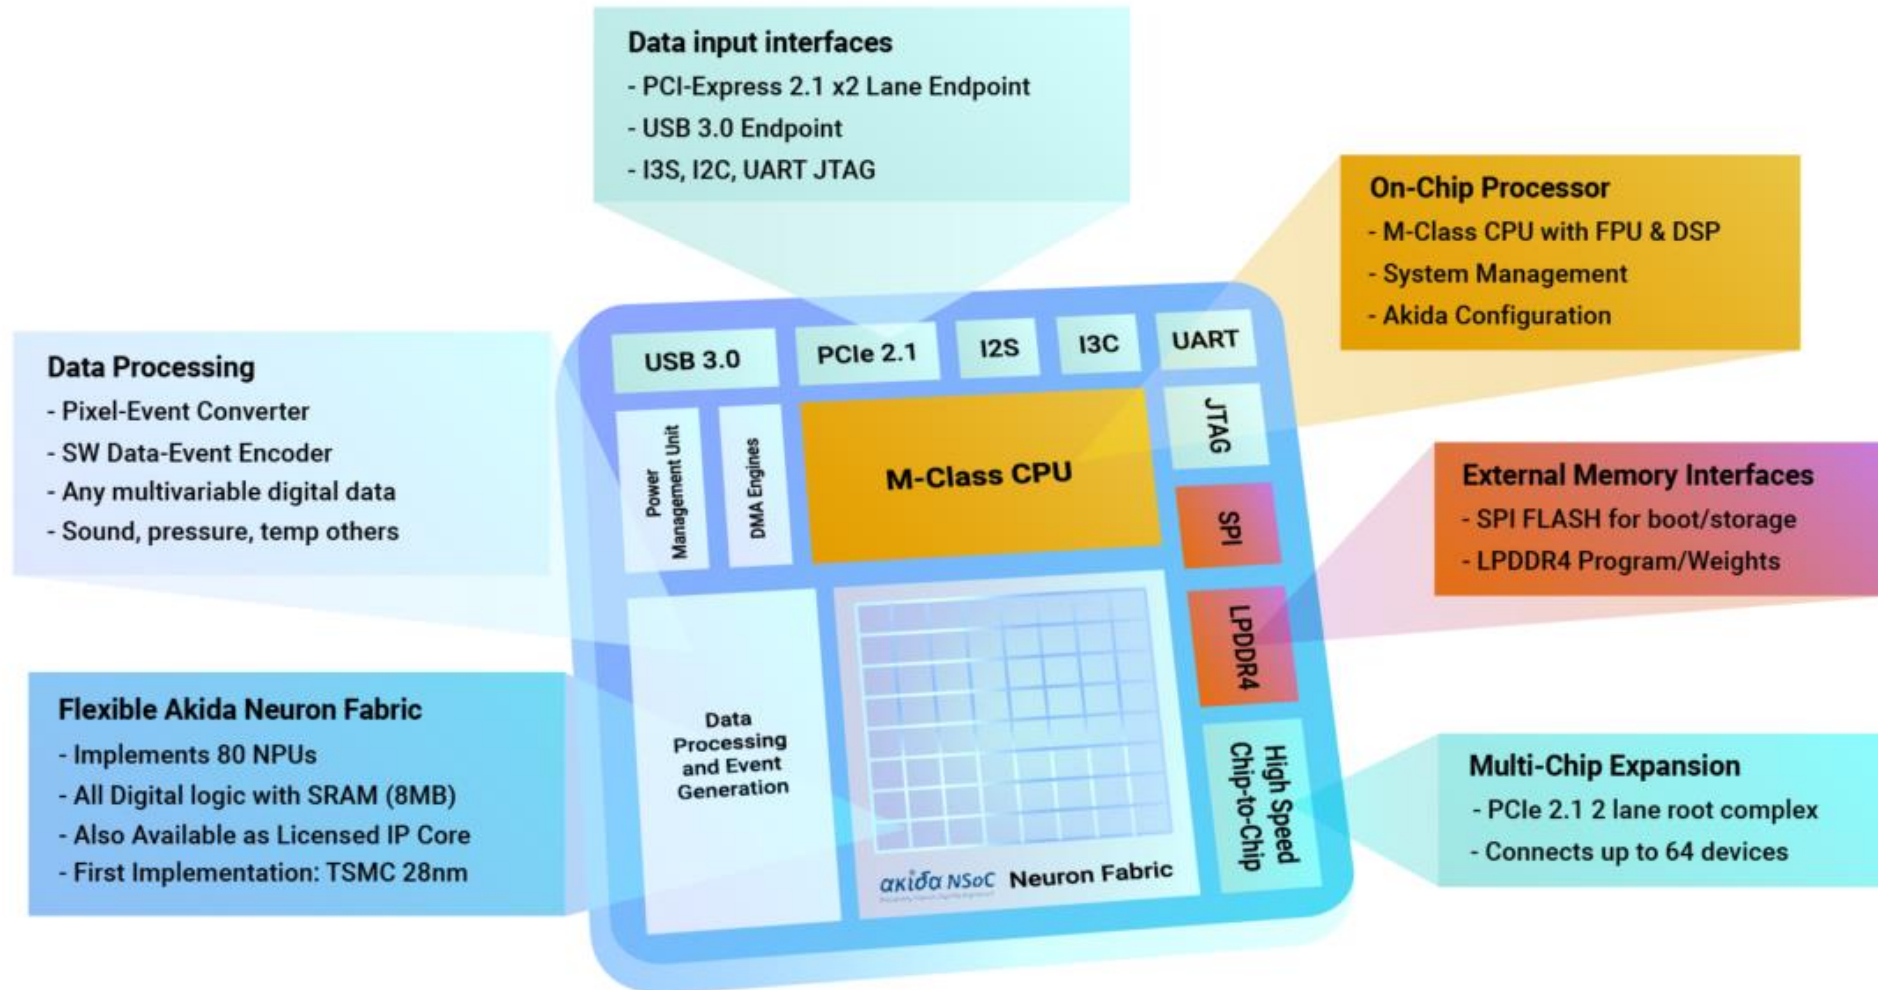 Data input interfaces
- PCI-Express 2.1 x2 Lane Endpoint
- USB 3.0 Endpoint
- I3S, I2C, UART JTAG
On-Chip Processor
- M-Class CPU with FPU & DSP
- System Management
- Akida Configuration
Data Processing
- Pixel-Event Converter
- SW Data-Event Encoder
- Any multivariable digital data
- Sound, pressure, temp others
External Memory Interfaces
- SPI FLASH for boot/storage
- LPDDR4 Program/Weights
Flexible Akida Neuron Fabric
- Implements 80 NPUs
- All Digital logic with SRAM (8MB)
- Also Available as Licensed IP Core
- First Implementation: TSMC 28nm
Multi-Chip Expansion
- PCIe 2.1 2 lane root complex
- Connects up to 64 devices
USB 3.0
PCIe 2.1
I2S
I3C
UART
Power
Management Unit
DMA Engines
M-Class CPU
JTAG
SPI
LPDDR4
High Speed
Chip-to-Chip
Data
Processing
and Event
Generation
akida NSoC
Neuron Fabric